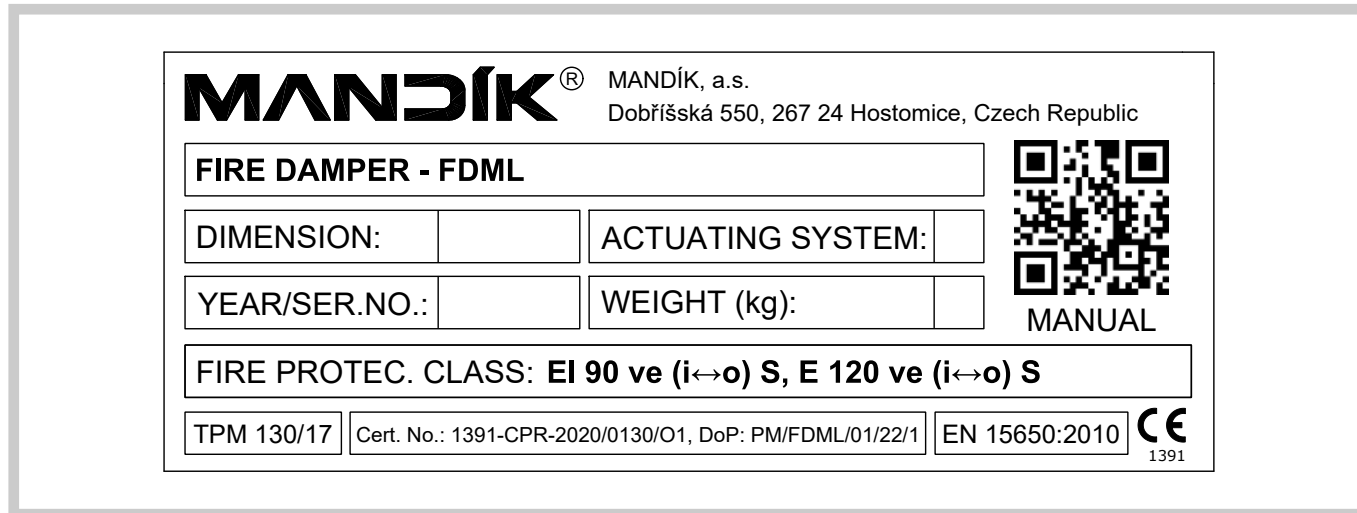 MANDÍK®
MANDÍK, a.s.
Dobříšská 550, 267 24 Hostomice, Czech Republic
FIRE DAMPER - FDML
DIMENSION:
ACTUATING SYSTEM:
YEAR/SER.NO.:
WEIGHT (kg):
MANUAL
FIRE PROTEC. CLASS: EI 90 ve (i↔o) S, E 120 ve (i↔o) S
TPM 130/17
Cert. No.: 1391-CPR-2020/0130/O1, DoP: PM/FDML/01/22/1
EN 15650:2010
CE
1391